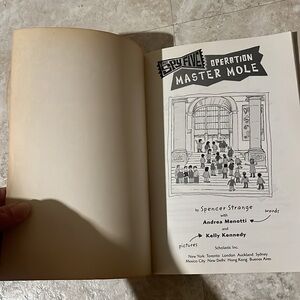 SPY FIVE
OPERATION
MASTER MOLE
by Spencer Strange
with
words
Andrea Menotti
and
Kelly Kennedy
pictures
Scholastic Inc.
New York Toronto London Auckland Sydney
Mexico City New Delhi Hong Kong Buenos Aires